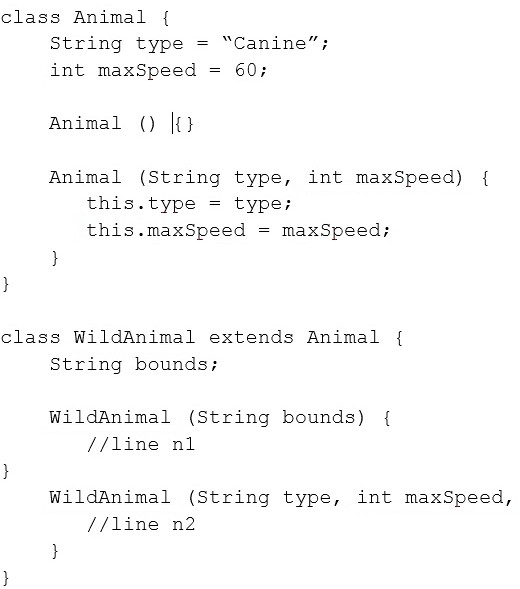 class Animal {
String type = “Canine”;
int maxSpeed = 60;
Animal () {}
Animal (String type, int maxSpeed) {
this.type = type;
this.maxSpeed = maxSpeed;
}
}
class WildAnimal extends Animal {
String bounds;
WildAnimal (String bounds) {
//line n1
}
WildAnimal (String type, int maxSpeed,
//line n2
}
}